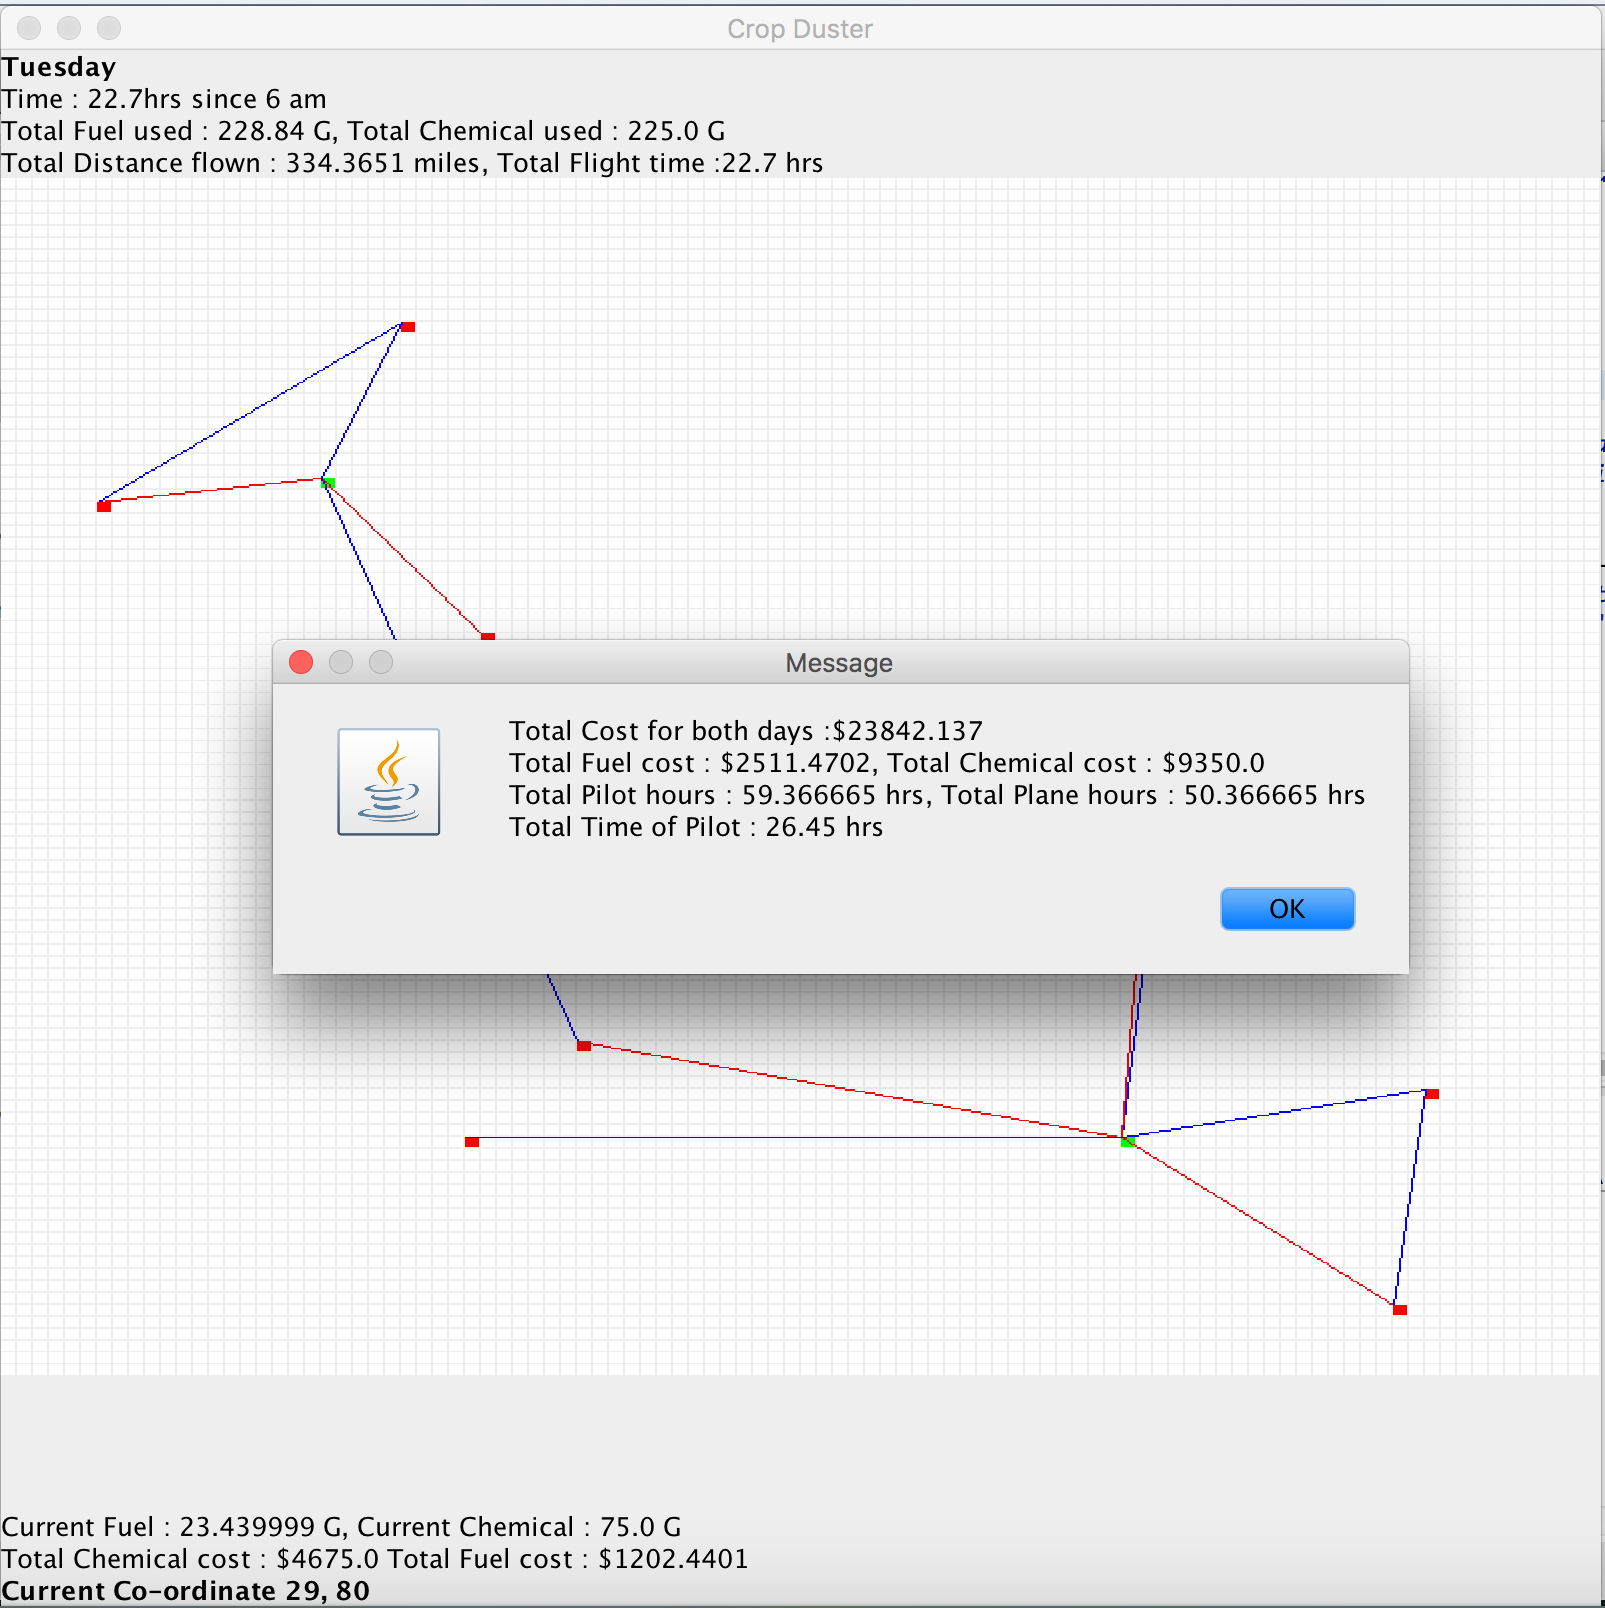 Crop Duster
Tuesday
Time : 22.7hrs since 6 am
Total Fuel used : 228.84 G, Total Chemical used : 225.0 G
Total Distance flown : 334.3651 miles, Total Flight time :22.7 hrs
Message
Total Cost for both days :$23842.137
Total Fuel cost : $2511.4702, Total Chemical cost : $9350.0
Total Pilot hours : 59.366665 hrs, Total Plane hours : 50.366665 hrs
Total Time of Pilot : 26.45 hrs
OK
Current Fuel : 23.439999 G, Current Chemical : 75.0 G
Total Chemical cost : $4675.0 Total Fuel cost : $1202.4401
Current Co-ordinate 29, 80